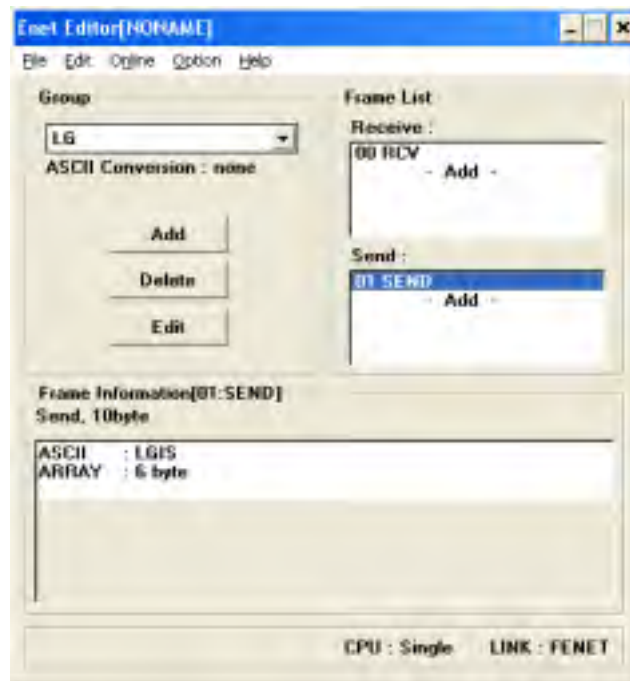 Enet Editor[NONAME]
File Edit Online Option Help
Group
LG
ASCII Conversion : none
Add
Delete
Edit
Frame List
Receive :
00 RCV
- Add -
Send :
01 SEND
- Add -
Frame Information[01:SEND]
Send, 10byte
ASCII : LGIS
ARRAY : 6 byte
CPU : Single LINK : FENET